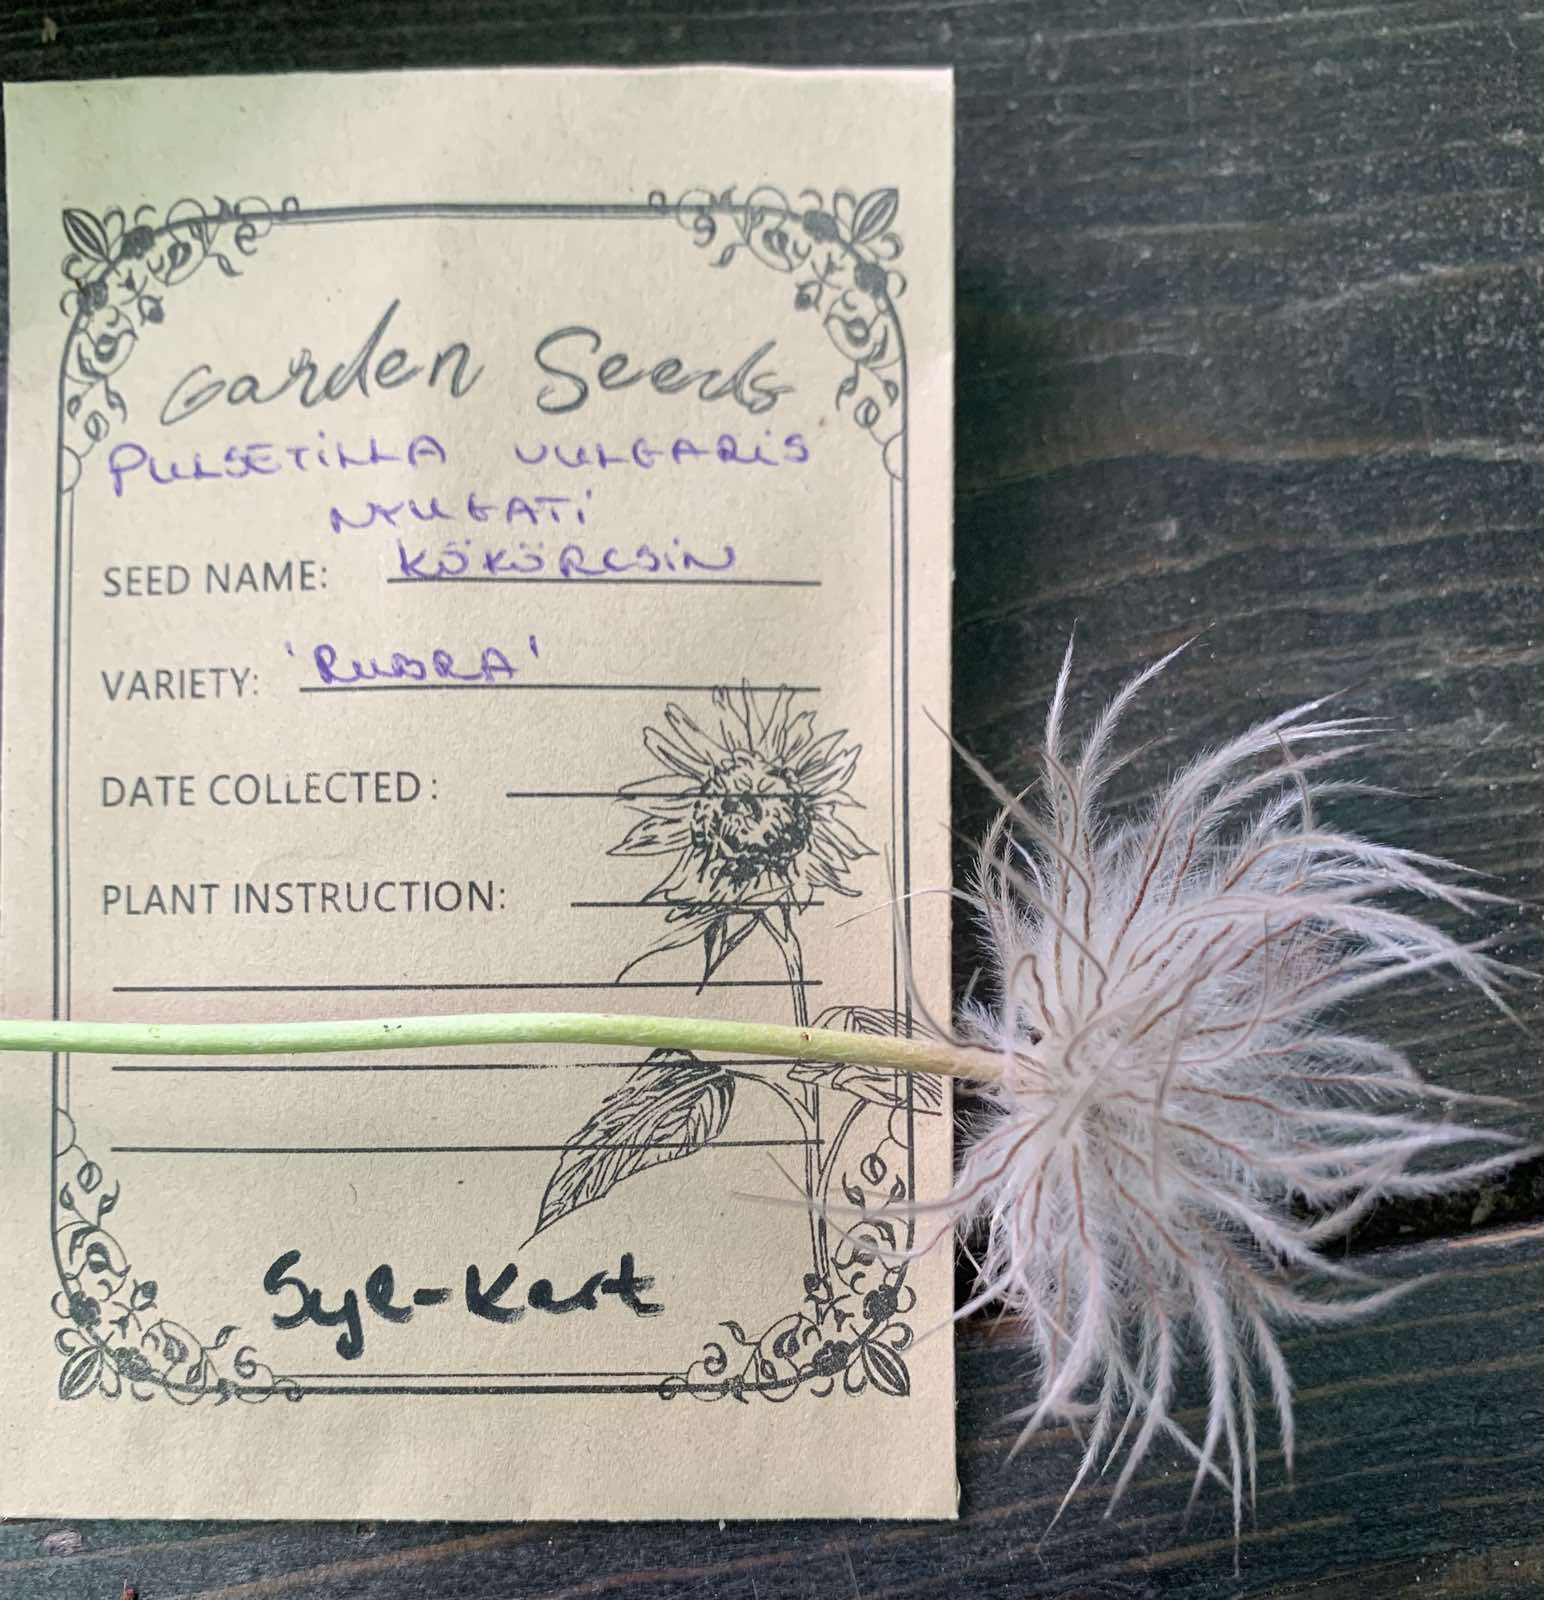 Garden Seeds
PULSETILLA VULGARIS
NYUGATI
SEED NAME: KÖKÖRCSIN
VARIETY: 'RUBRA'
DATE COLLECTED:
PLANT INSTRUCTION:
Syl-Kert